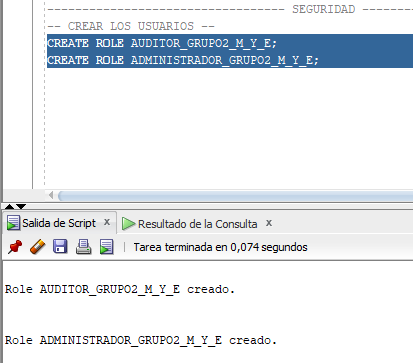 ------------------------------------ SEGURIDAD --------
-- CREAR LOS USUARIOS --
CREATE ROLE AUDITOR_GRUPO2_M_Y_E;
CREATE ROLE ADMINISTRADOR_GRUPO2_M_Y_E;
Salida de Script x Resultado de la Consulta x
Tarea terminada en 0,074 segundos
Role AUDITOR_GRUPO2_M_Y_E creado.
Role ADMINISTRADOR_GRUPO2_M_Y_E creado.